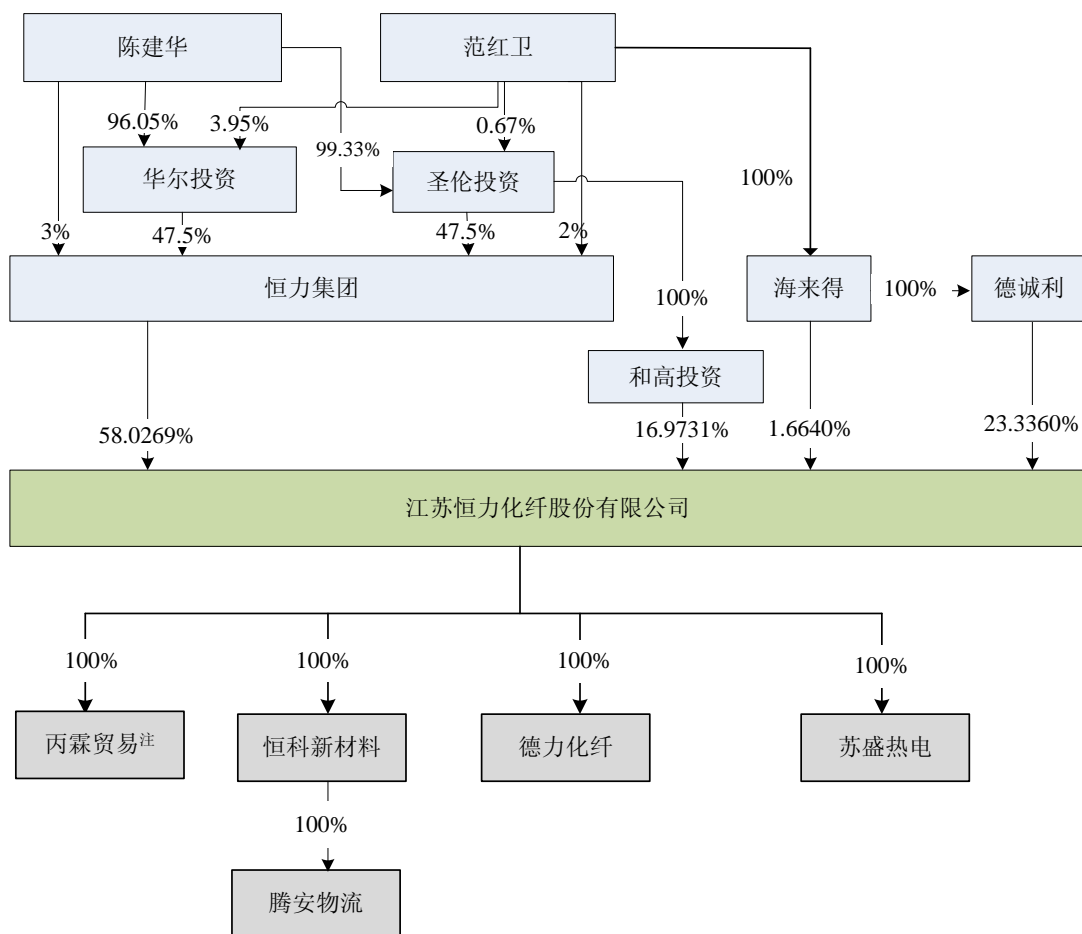 陈建华
范红卫
96.05%
3.95%
0.67%
99.33%
华尔投资
圣伦投资
100%
3%
47.5%
47.5%
2%
恒力集团
100%
海来得
100%
德诚利
和高投资
58.0269%
16.9731%
1.6640%
23.3360%
江苏恒力化纤股份有限公司
100%
100%
100%
100%
丙霖贸易注
恒科新材料
德力化纤
苏盛热电
100%
腾安物流